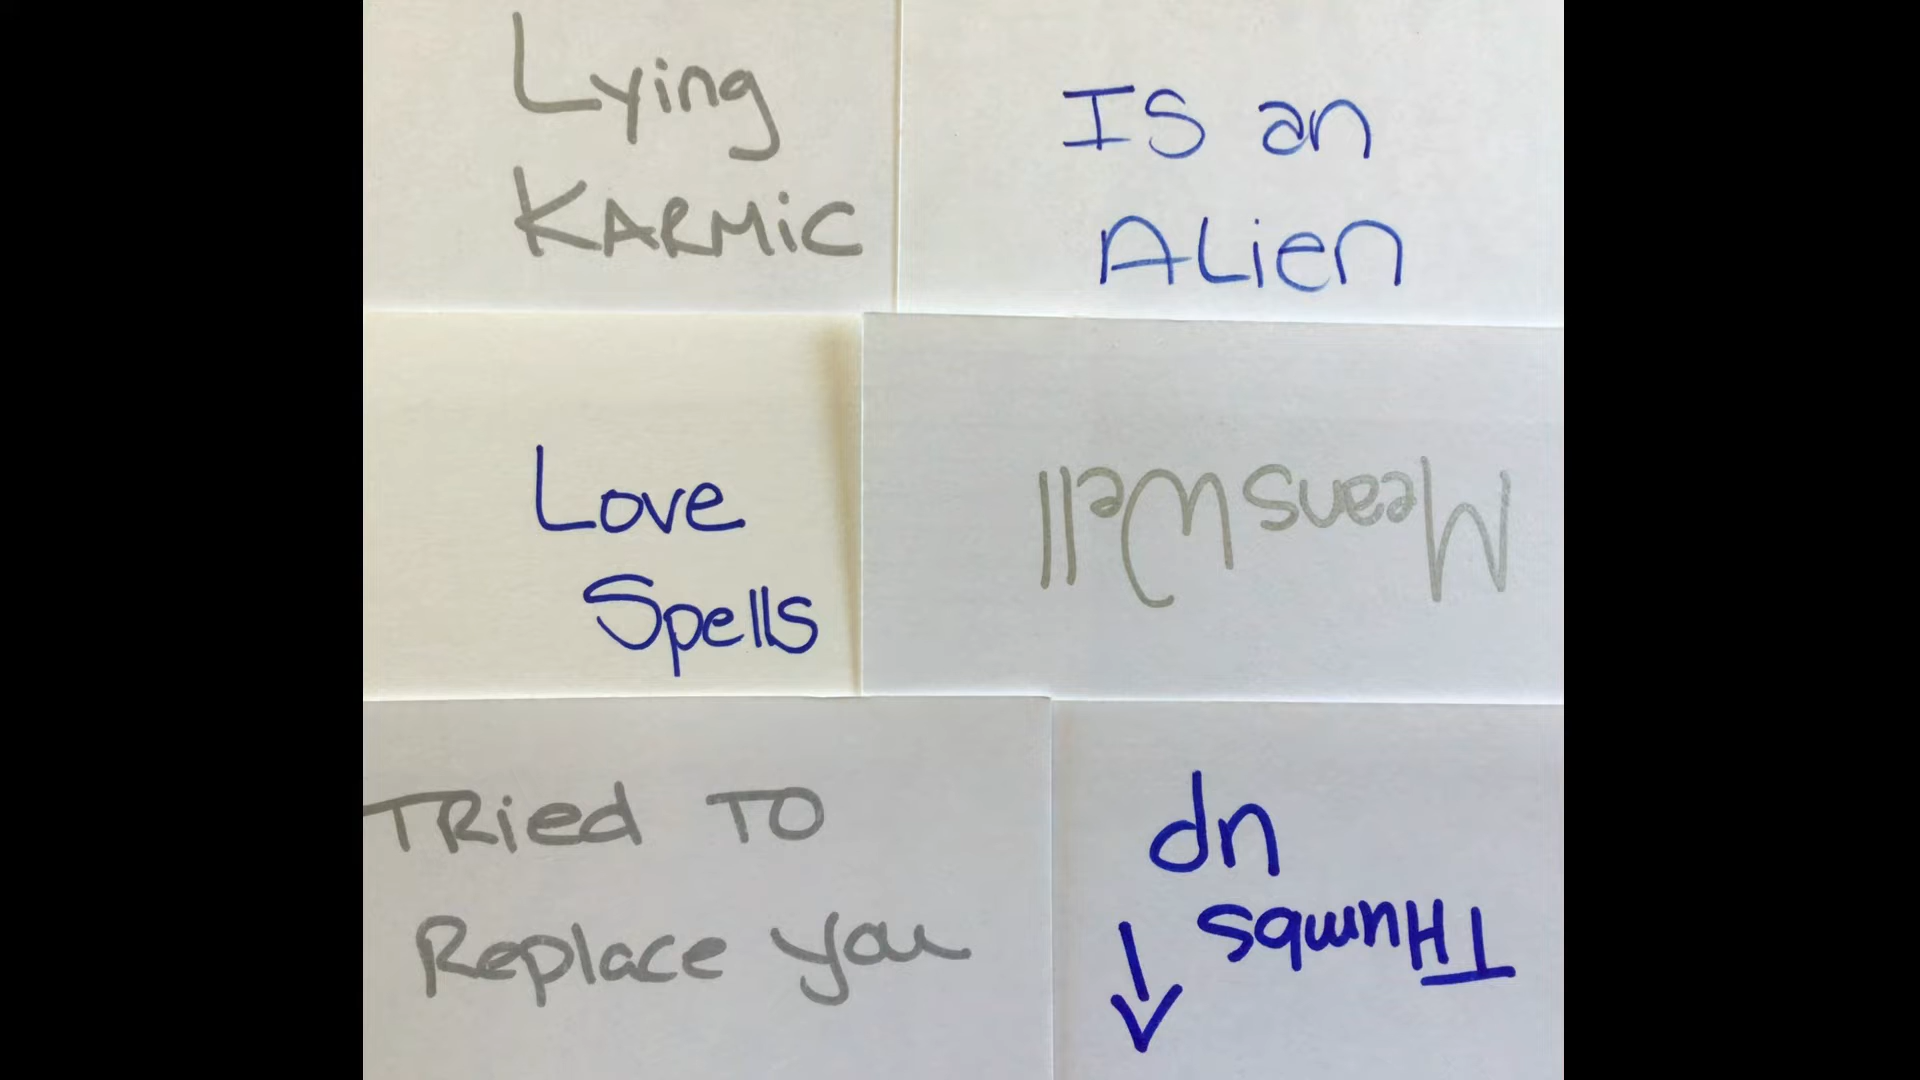 Lying
KARMiC
IS an
ALien
Love
Spells
Means Well
TRied TO
Replace you
THumbs
up